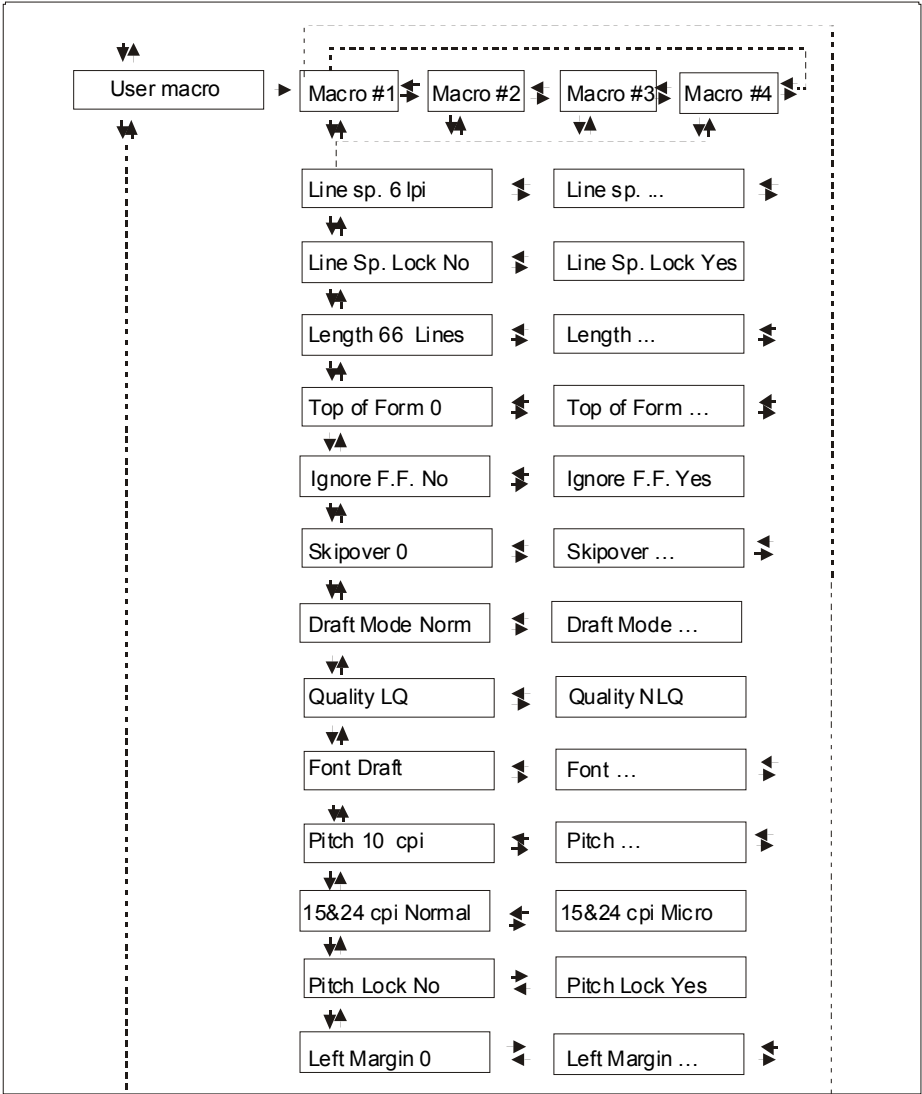 User macro
Macro #1
Macro #2
Macro #3
Macro #4
Line sp. 6 lpi
Line sp. ...
Line Sp. Lock No
Line Sp. Lock Yes
Length 66 Lines
Length ...
Top of Form 0
Top of Form ...
Ignore F.F. No
Ignore F.F. Yes
Skipover 0
Skipover ...
Draft Mode Norm
Draft Mode ...
Quality LQ
Quality NLQ
Font Draft
Font ...
Pitch 10 cpi
Pitch ...
15&24 cpi Normal
15&24 cpi Micro
Pitch Lock No
Pitch Lock Yes
Left Margin 0
Left Margin ...